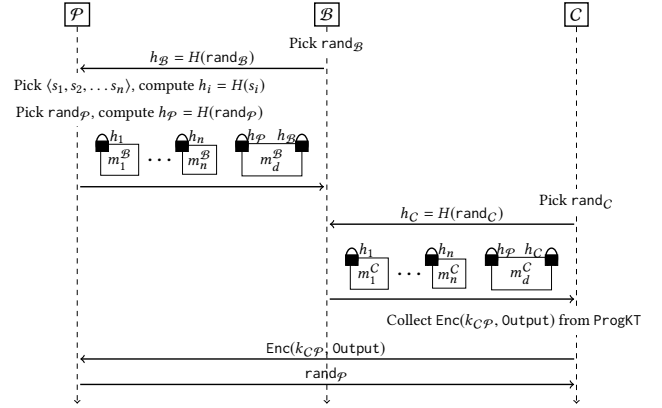 𝒫 ℬ 𝒞
Pick rand_ℬ
h_ℬ = H(rand_ℬ)
Pick ⟨s_1, s_2, . . . s_n⟩, compute h_i = H(s_i)
Pick rand_𝒫, compute h_𝒫 = H(rand_𝒫)
h_1 h_n h_𝒫 h_ℬ
m_1^ℬ · · · m_n^ℬ m_d^ℬ
Pick rand_𝒞
h_𝒞 = H(rand_𝒞)
h_1 h_n h_𝒫 h_𝒞
m_1^𝒞 · · · m_n^𝒞 m_d^𝒞
Collect Enc(k_𝒞𝒫, Output) from ProgKT
Enc(k_𝒞𝒫, Output)
rand_𝒫